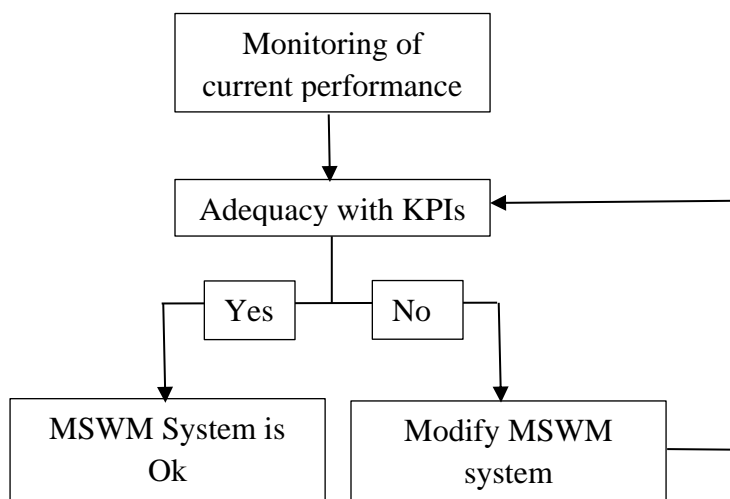 Monitoring of
current performance
Adequacy with KPIs
Yes
No
MSWM System is
Ok
Modify MSWM
system